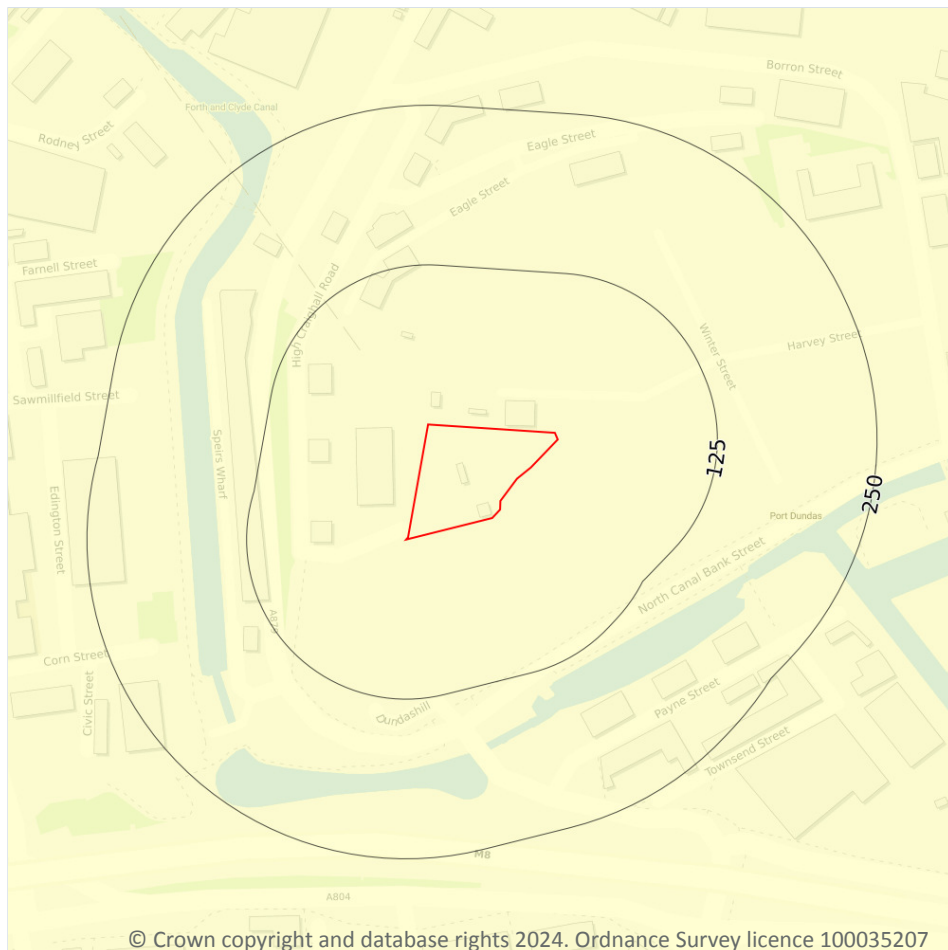 Borron Street
Forth and Clyde Canal
Rodney Street
Eagle Street
Eagle Street
Farnell Street
High Craighall Road
Winter Street
Harvey Street
Sawmillfield Street
Speirs Wharf
125
250
Edington Street
Port Dundas
North Canal Bank Street
Corn Street
Civic Street
Payne Street
Dundashill
Townsend Street
M8
A804
© Crown copyright and database rights 2024. Ordnance Survey licence 100035207